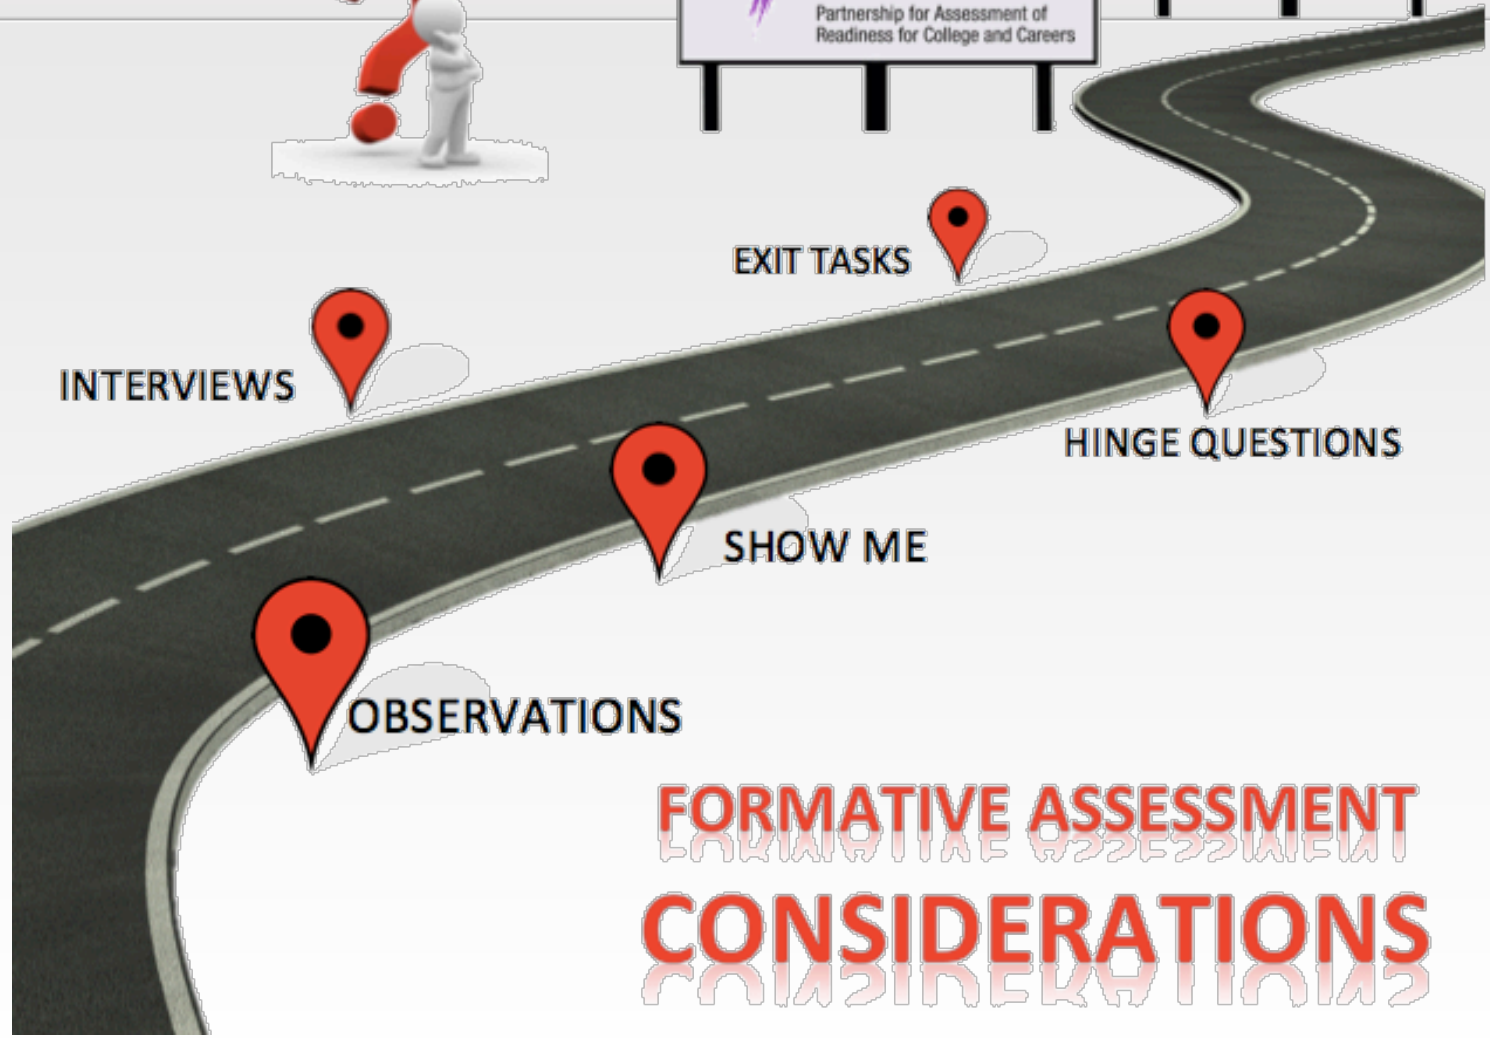 Partnership for Assessment of
Readiness for College and Careers
EXIT TASKS
INTERVIEWS
HINGE QUESTIONS
SHOW ME
OBSERVATIONS
FORMATIVE ASSESSMENT
CONSIDERATIONS